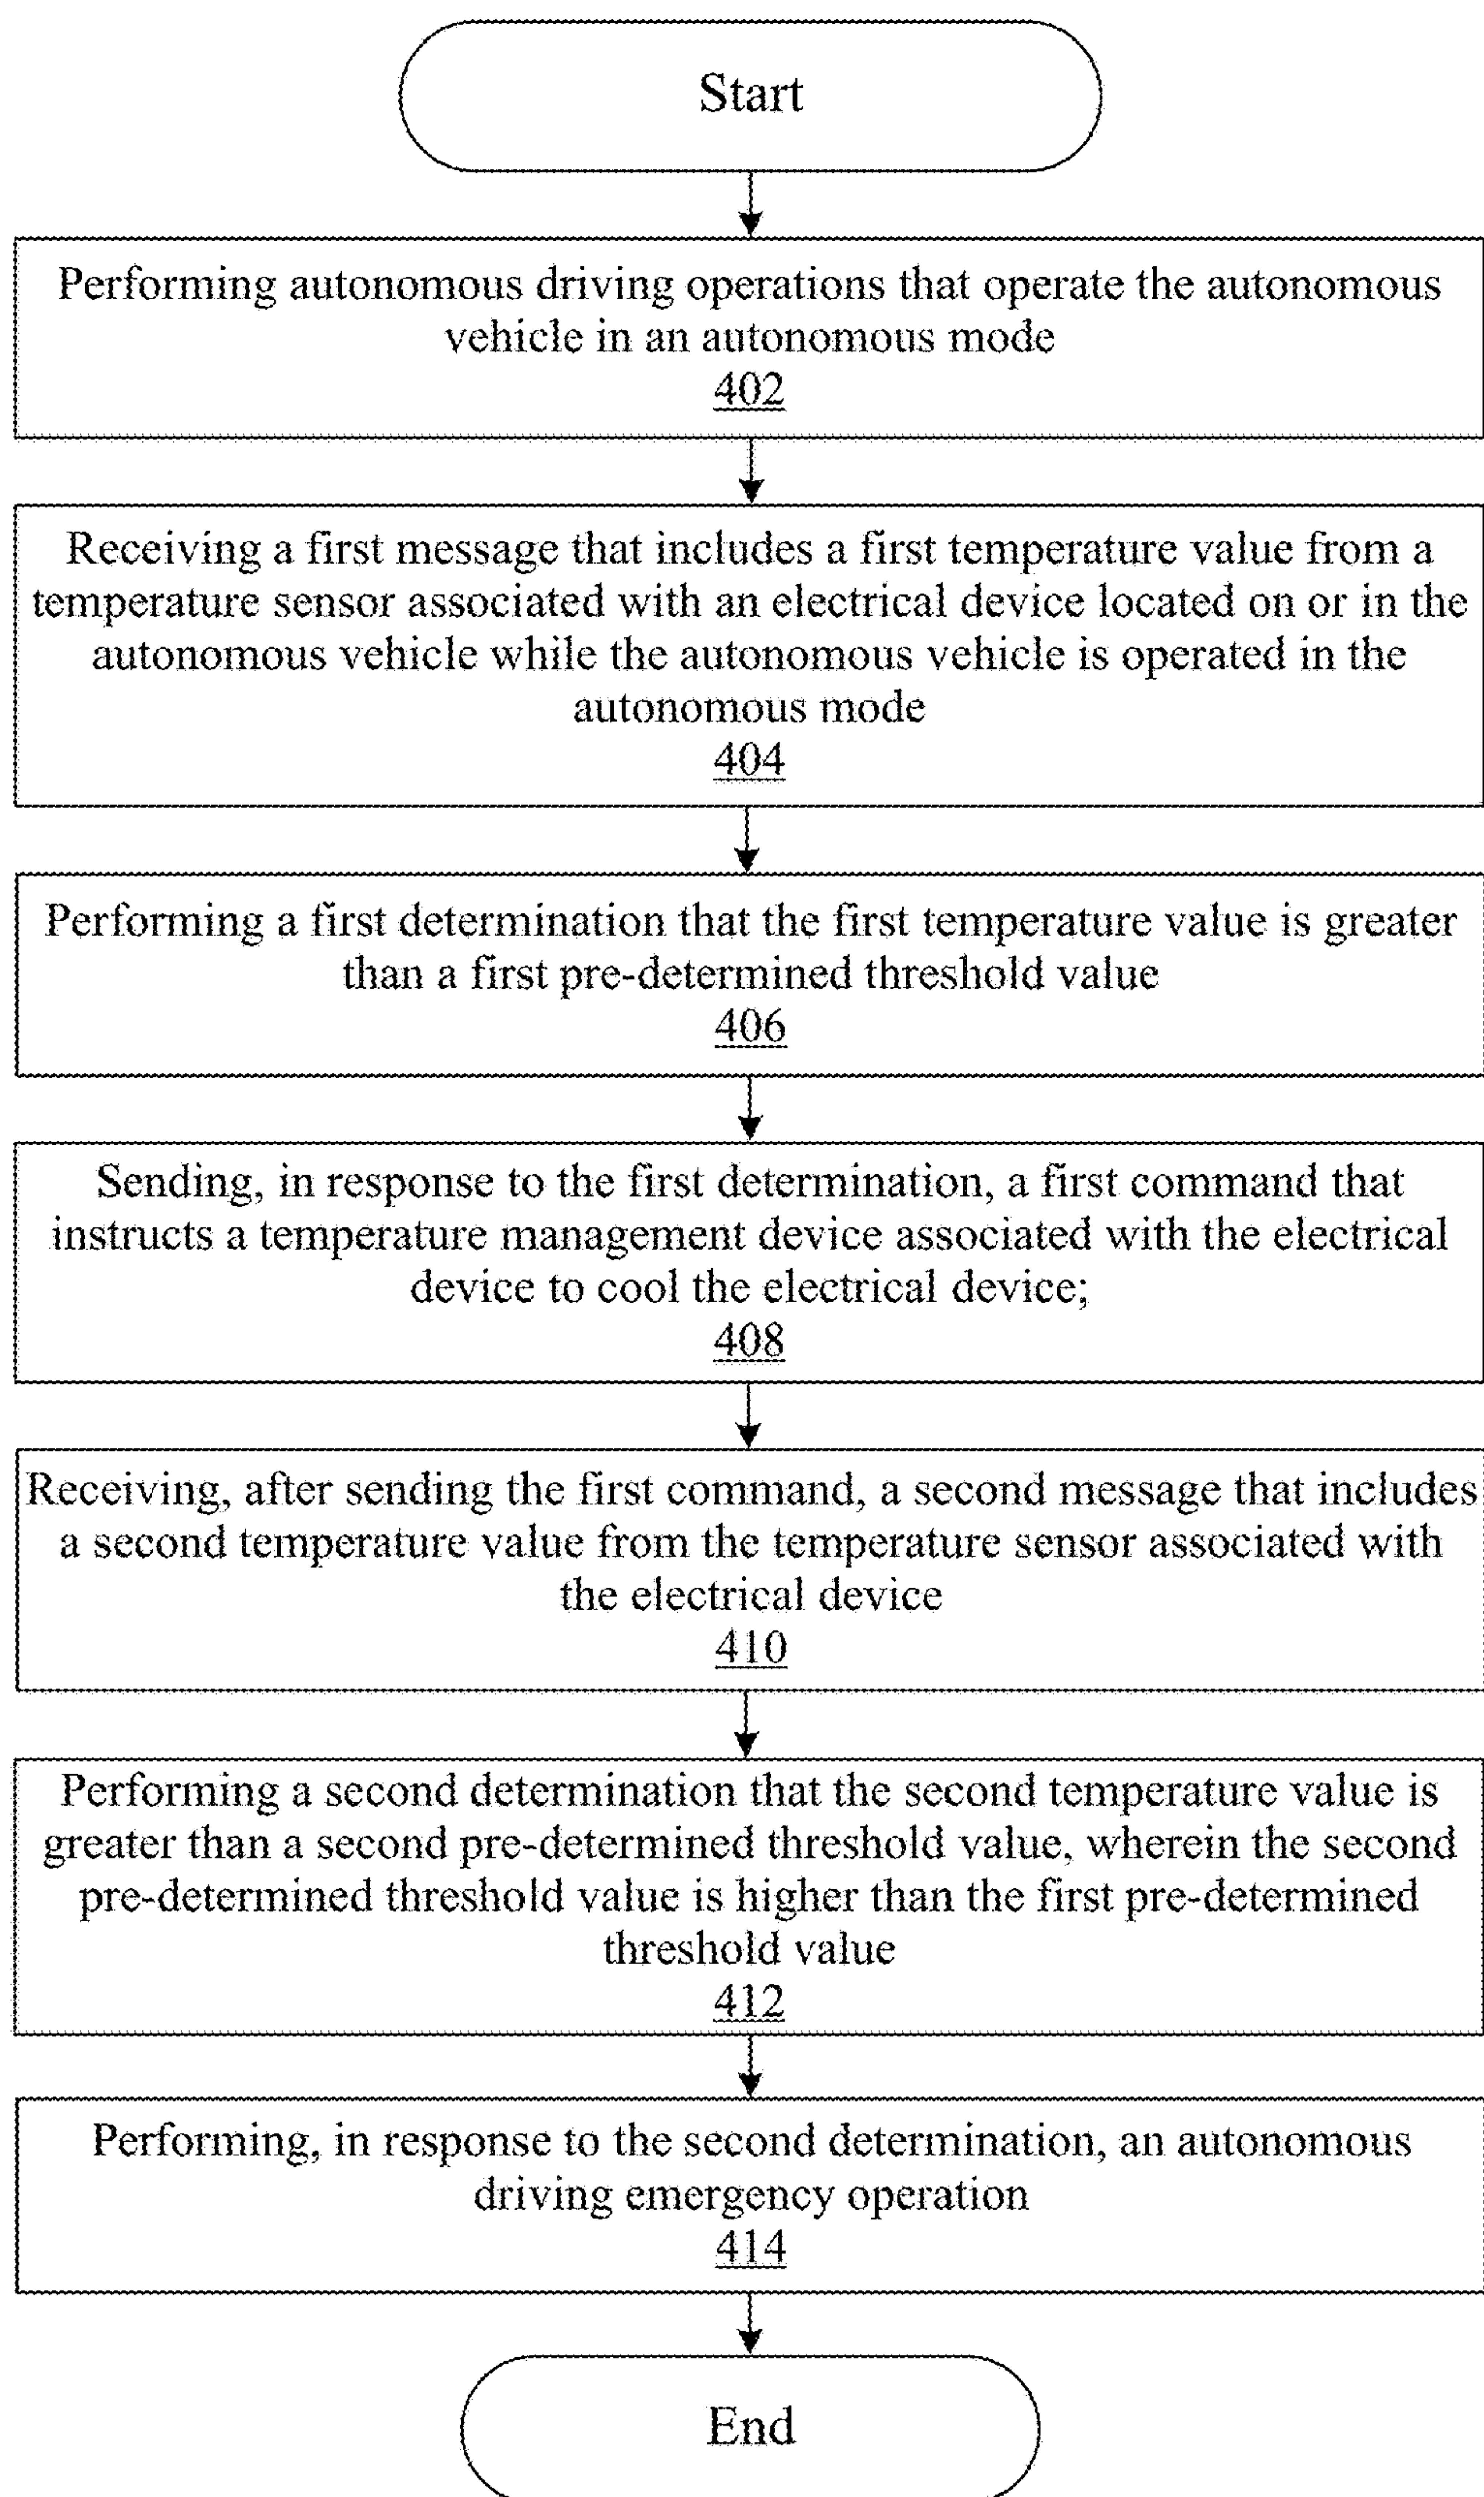 Start
Performing autonomous driving operations that operate the autonomous
vehicle in an autonomous mode
402
Receiving a first message that includes a first temperature value from a
temperature sensor associated with an electrical device located on or in the
autonomous vehicle while the autonomous vehicle is operated in the
autonomous mode
404
Performing a first determination that the first temperature value is greater
than a first pre-determined threshold value
406
Sending, in response to the first determination, a first command that
instructs a temperature management device associated with the electrical
device to cool the electrical device;
408
Receiving, after sending the first command, a second message that includes
a second temperature value from the temperature sensor associated with
the electrical device
410
Performing a second determination that the second temperature value is
greater than a second pre-determined threshold value, wherein the second
pre-determined threshold value is higher than the first pre-determined
threshold value
412
Performing, in response to the second determination, an autonomous
driving emergency operation
414
End